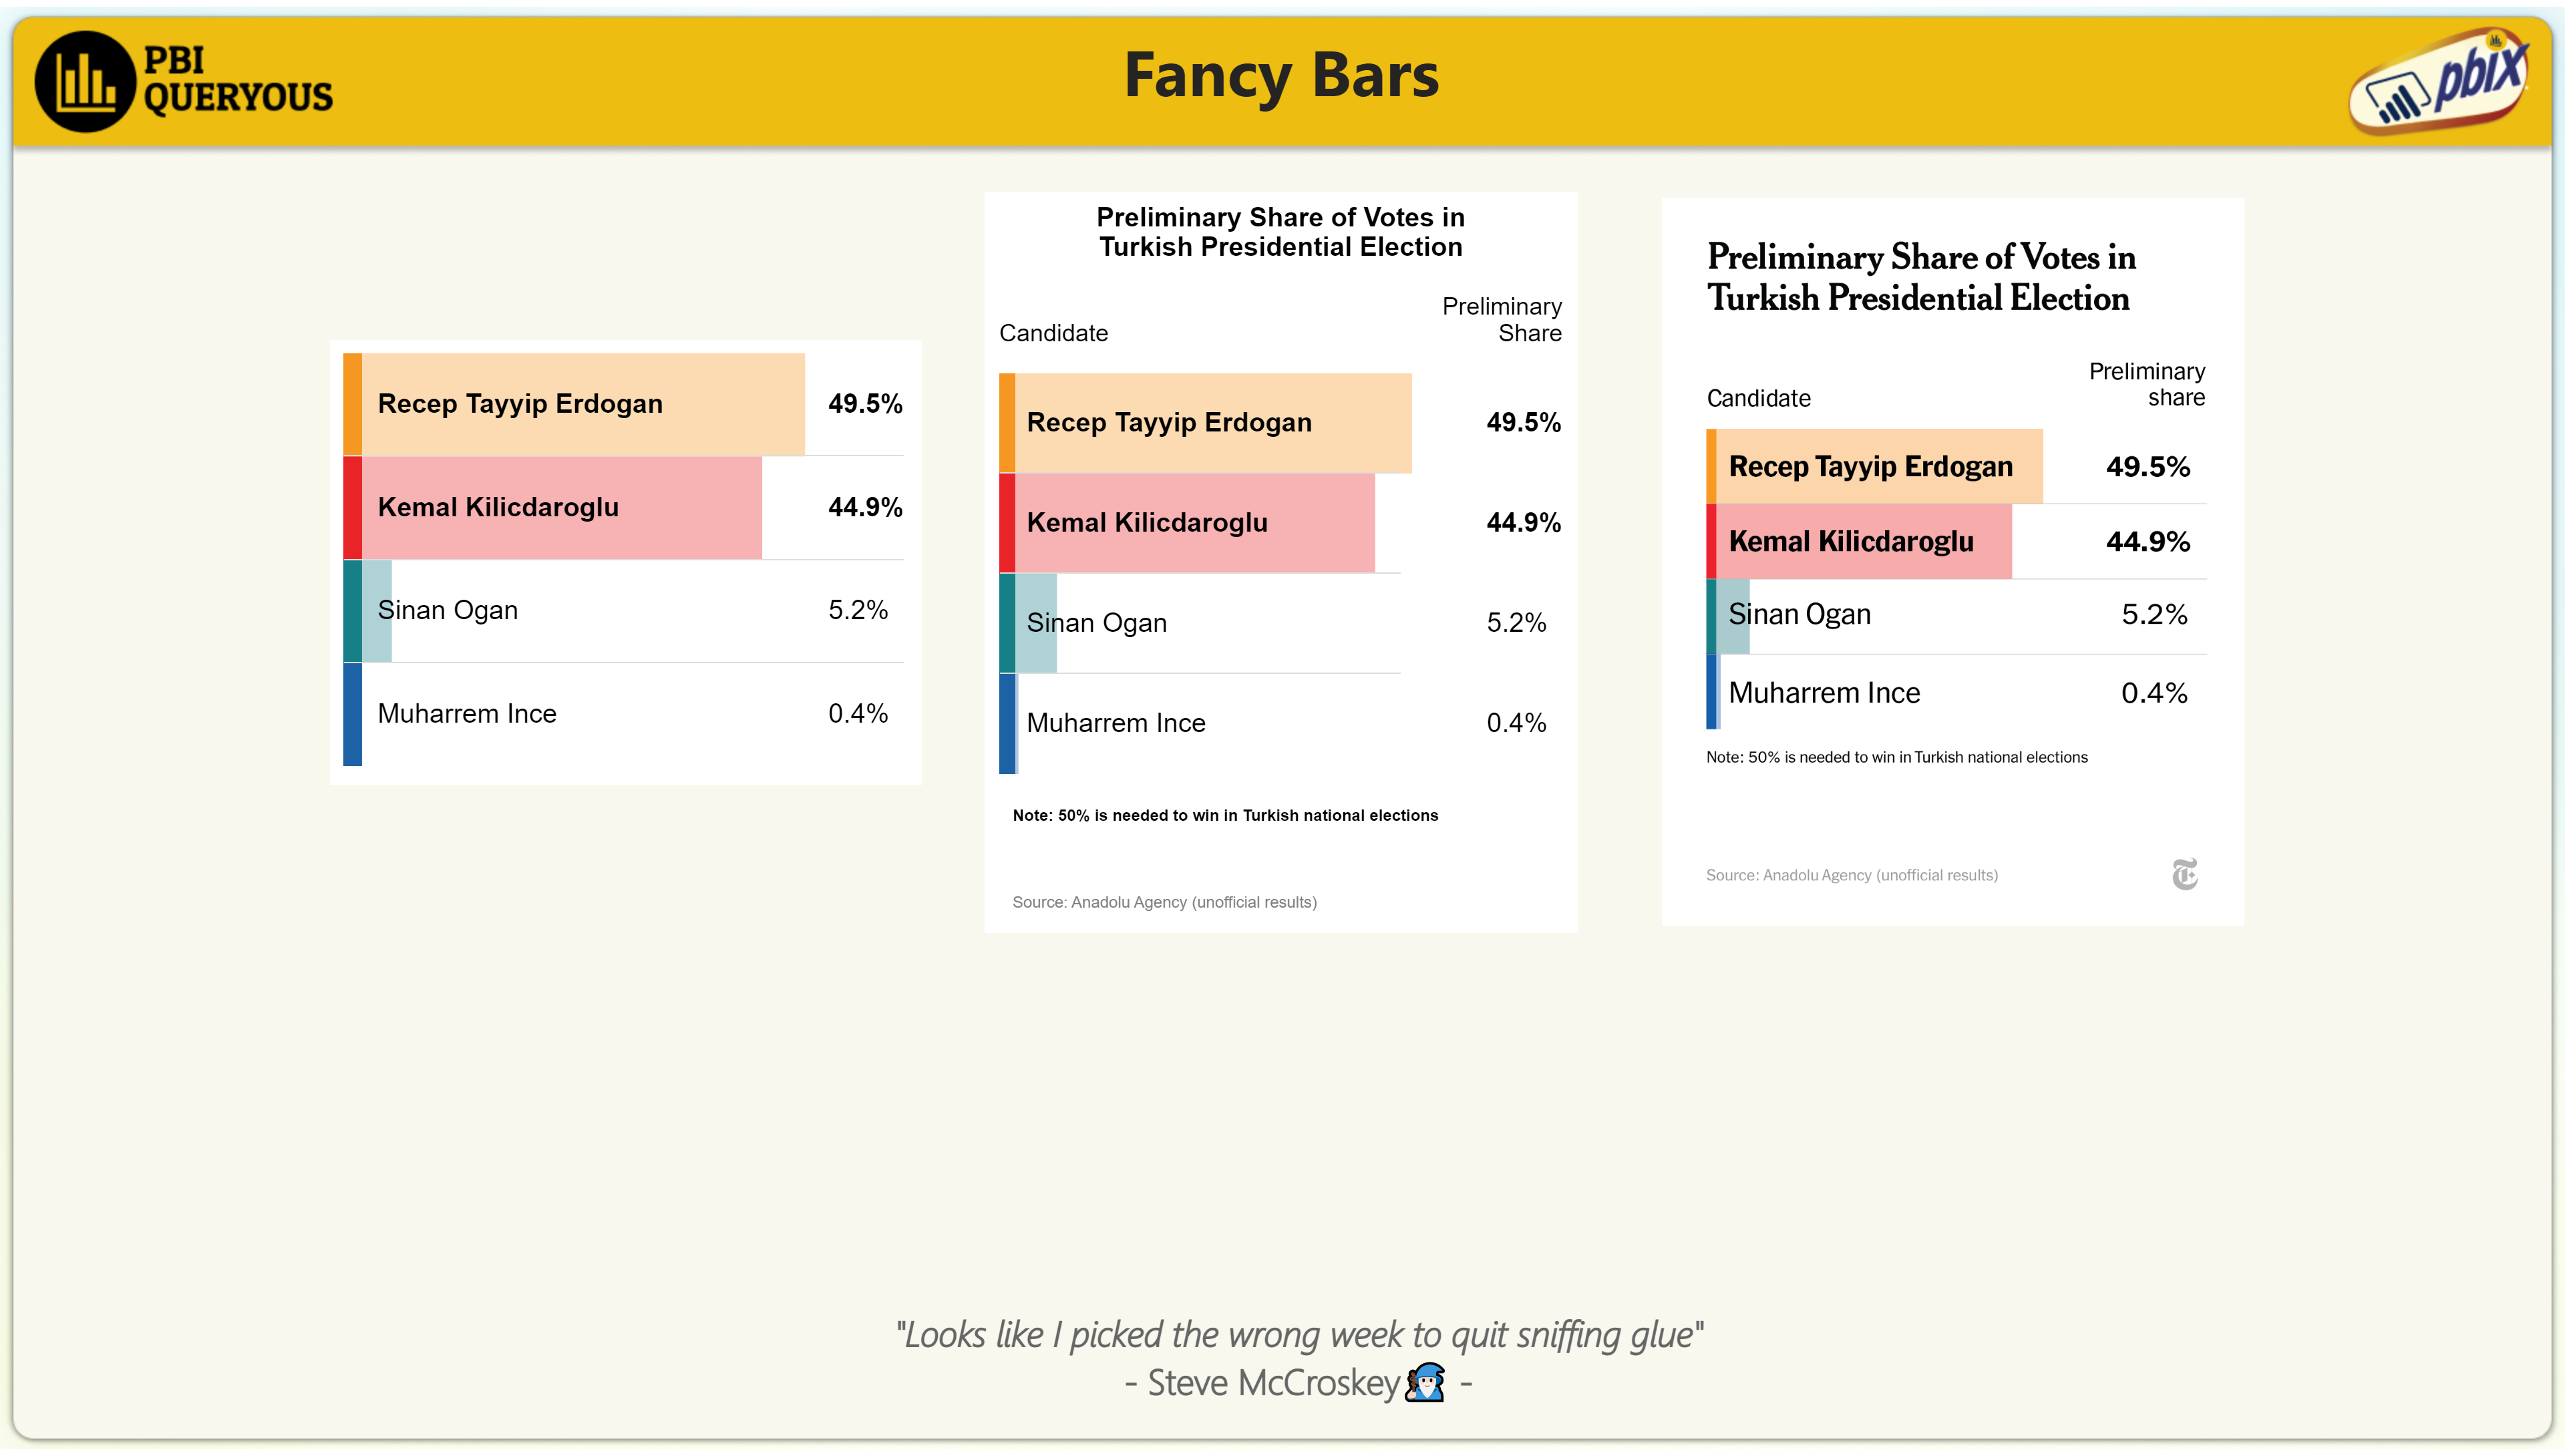 PBI
QUERYOUS
Fancy Bars
pbix
Recep Tayyip Erdogan 49.5%
Kemal Kilicdaroglu 44.9%
Sinan Ogan 5.2%
Muharrem Ince 0.4%
Preliminary Share of Votes in
Turkish Presidential Election
Preliminary
Candidate Share
Recep Tayyip Erdogan 49.5%
Kemal Kilicdaroglu 44.9%
Sinan Ogan 5.2%
Muharrem Ince 0.4%
Note: 50% is needed to win in Turkish national elections
Source: Anadolu Agency (unofficial results)
Preliminary Share of Votes in
Turkish Presidential Election
Preliminary
Candidate share
Recep Tayyip Erdogan 49.5%
Kemal Kilicdaroglu 44.9%
Sinan Ogan 5.2%
Muharrem Ince 0.4%
Note: 50% is needed to win in Turkish national elections
Source: Anadolu Agency (unofficial results) T
"Looks like I picked the wrong week to quit sniffing glue"
- Steve McCroskey -